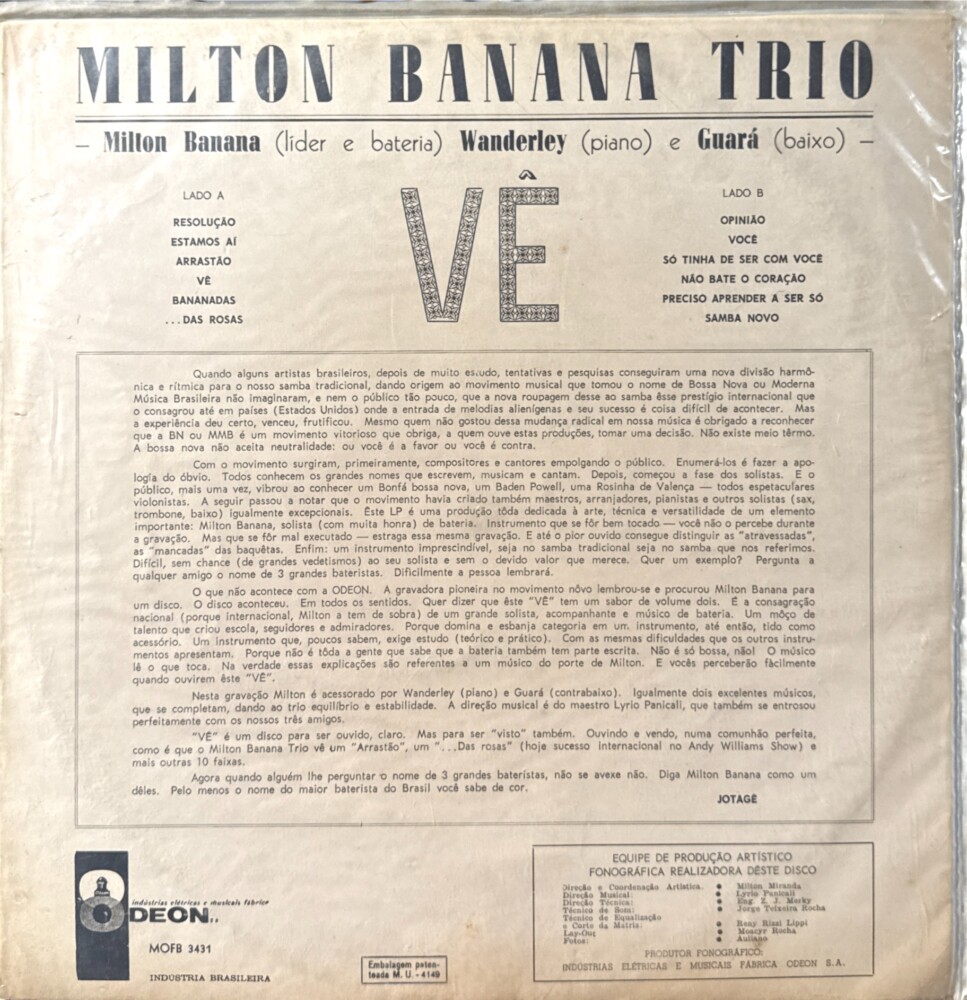 MILTON BANANA TRIO
— Milton Banana (líder e bateria) Wanderley (piano) e Guará (baixo) —
VÊ
LADO A
RESOLUÇÃO
ESTAMOS AÍ
ARRASTÃO
VÊ
BANANADAS
...DAS ROSAS
LADO B
OPINIÃO
VOCÊ
SÓ TINHA DE SER COM VOCÊ
NÃO BATE O CORAÇÃO
PRECISO APRENDER A SER SÓ
SAMBA NOVO
Quando alguns artistas brasileiros, depois de muito estudo, tentativas e pesquisas conseguiram uma nova divisão harmô-
nica e rítmica para o nosso samba tradicional, dando origem ao movimento musical que tomou o nome de Bossa Nova ou Moderna
Música Brasileira não imaginaram, e nem o público tão pouco, que a nova roupagem desse ao samba êsse prestígio internacional que
o consagrou até em países (Estados Unidos) onde a entrada de melodias alienígenas e seu sucesso é coisa difícil de acontecer. Mas
a experiência deu certo, venceu, frutificou. Mesmo quem não gostou dessa mudança radical em nossa música é obrigado a reconhecer
que a BN ou MMB é um movimento vitorioso que obriga, a quem ouve estas produções, tomar uma decisão. Não existe meio têrmo.
A bossa nova não aceita neutralidade: ou você é a favor ou você é contra.
Com o movimento surgiram, primeiramente, compositores e cantores empolgando o público. Enumerá-los é fazer a apo-
logia do óbvio. Todos conhecem os grandes nomes que escrevem, musicam e cantam. Depois, começou a fase dos solistas. E o
público, mais uma vez, vibrou ao conhecer um Bonfá bossa nova, um Baden Powell, uma Rosinha de Valença — todos espetaculares
violonistas. A seguir passou a notar que o movimento havia criado também maestros, arranjadores, pianistas e outros solistas (sax,
trombone, baixo) igualmente excepcionais. Êste LP é uma produção tôda dedicada à arte, técnica e versatilidade de um elemento
importante: Milton Banana, solista (com muita honra) de bateria. Instrumento que se fôr bem tocado — você não o percebe durante
a gravação. Mas que se fôr mal executado — estraga essa mesma gravação. E até o pior ouvido consegue distinguir as "atravessadas",
as "mancadas" das baquêtas. Enfim: um instrumento imprescindível, seja no samba tradicional seja no samba que nos referimos.
Difícil, sem chance (de grandes vedetismos) ao seu solista e sem o devido valor que merece. Quer um exemplo? Pergunta a
qualquer amigo o nome de 3 grandes bateristas. Dificilmente a pessoa lembrará.
O que não acontece com a ODEON. A gravadora pioneira no movimento nôvo lembrou-se e procurou Milton Banana para
um disco. O disco aconteceu. Em todos os sentidos. Quer dizer que êste "VÊ" tem um sabor de volume dois. É a consagração
nacional (porque internacional, Milton a tem de sobra) de um grande solista, acompanhante e músico de bateria. Um môço de
talento que criou escola, seguidores e admiradores. Porque domina e esbanja categoria em um instrumento, até então, tido como
acessório. Um instrumento que, poucos sabem, exige estudo (teórico e prático). Com as mesmas dificuldades que os outros instru-
mentos apresentam. Porque não é tôda a gente que sabe que a bateria também tem parte escrita. Não é só bossa, não! O músico
lê o que toca. Na verdade essas explicações são referentes a um músico do porte de Milton. E vocês perceberão fàcilmente
quando ouvirem êste "VÊ".
Nesta gravação Milton é acessorado por Wanderley (piano) e Guará (contrabaixo). Igualmente dois excelentes músicos,
que se completam, dando ao trio equilíbrio e estabilidade. A direção musical é do maestro Lyrio Panicall, que também se entrosou
perfeitamente com os nossos três amigos.
"VÊ" é um disco para ser ouvido, claro. Mas para ser "visto" também. Ouvindo e vendo, numa comunhão perfeita,
como é que o Milton Banana Trio vê um "Arrastão", um "...Das rosas" (hoje sucesso internacional no Andy Williams Show) e
mais outras 10 faixas.
Agora quando alguém lhe perguntar o nome de 3 grandes bateristas, não se avexe não. Diga Milton Banana como um
dêles. Pelo menos o nome do maior baterista do Brasil você sabe de cor.
JOTAGÊ
indústrias elétricas e musicais fábrica
ODEON
MOFB 3431
INDÚSTRIA BRASILEIRA
Embalagem paten-
teada M. U. - 4149
EQUIPE DE PRODUÇÃO ARTÍSTICO
FONOGRÁFICA REALIZADORA DÊSTE DISCO
Direção e Coordenação Artística. ● Milton Miranda
Direção Musical: ● Lyrio Panicali
Direção Técnica: ● Eng. Z. J. Merky
Técnico de Som: ● Jorge Teixeira Rocha
Técnico de Equalização
e Corte da Matriz: ● Reny Rizzi Lippi
Lay-Out ● Moacyr Rocha
Fotos: ● Auliano
PRODUTOR FONOGRÁFICO:
INDÚSTRIAS ELÉTRICAS E MUSICAIS FÁBRICA ODEON S.A.